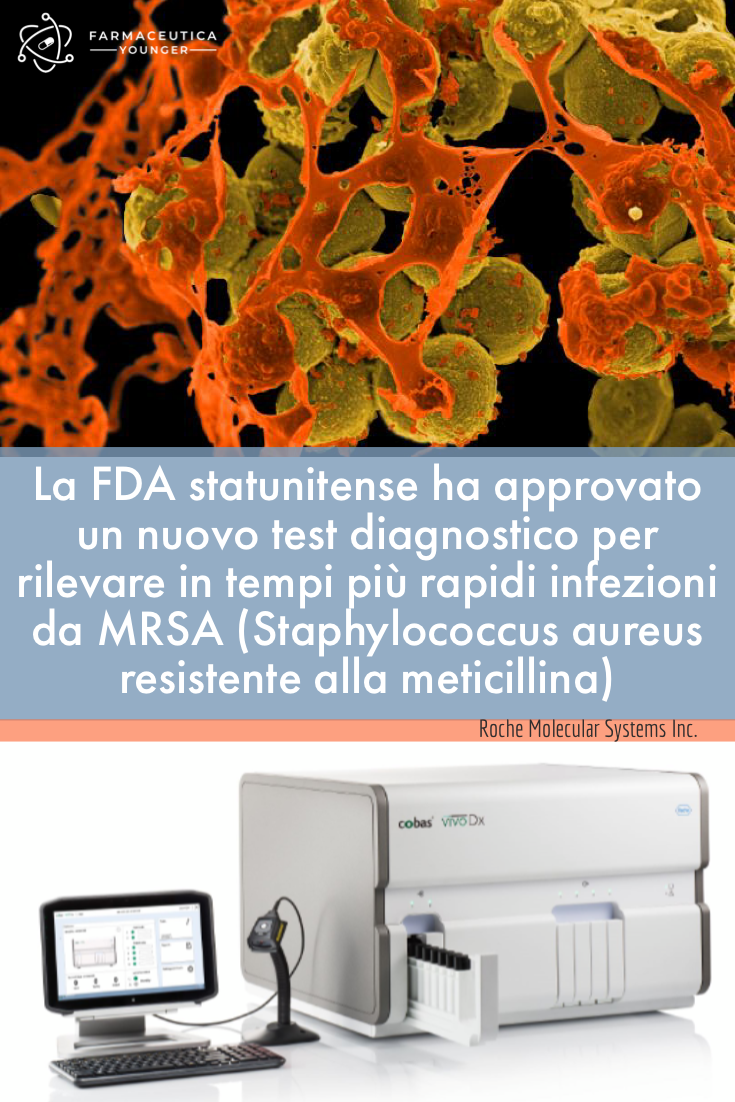 FARMACEUTICA
YOUNGER
La FDA statunitense ha approvato
un nuovo test diagnostico per
rilevare in tempi più rapidi infezioni
da MRSA (Staphylococcus aureus
resistente alla meticillina)
Roche Molecular Systems Inc.
cobas® vivoDx
Roche